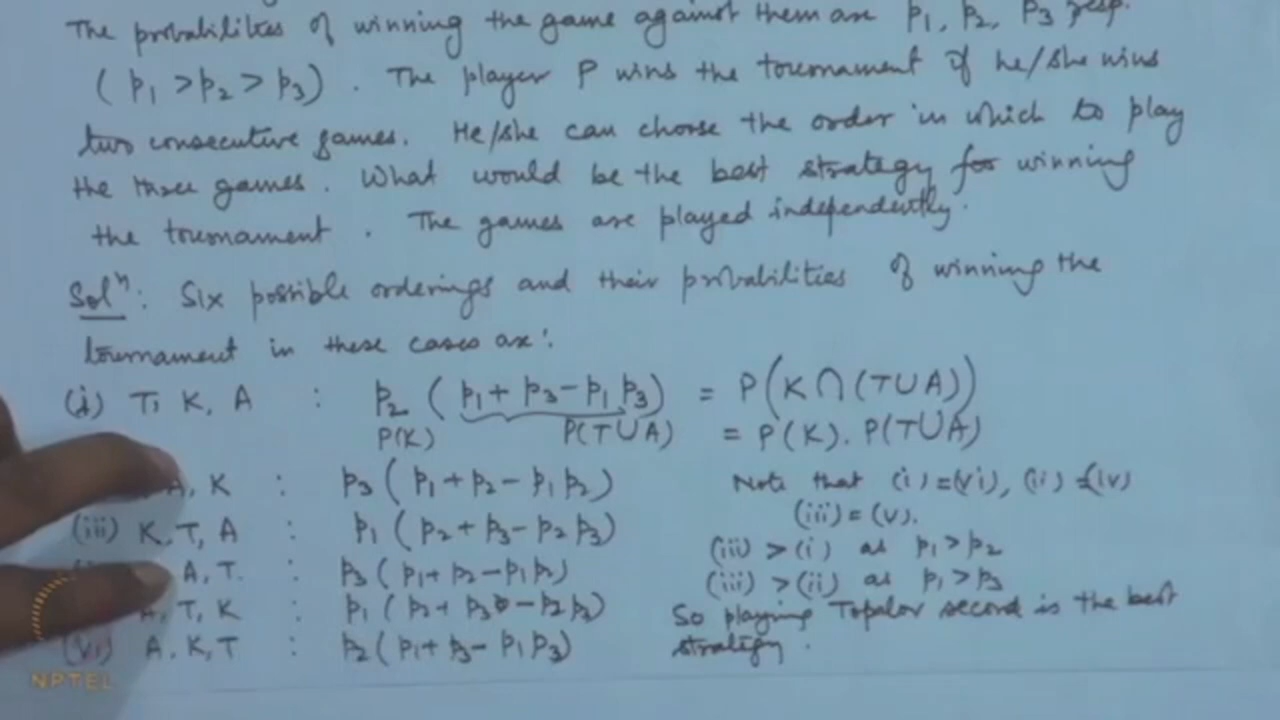 The probabilities of winning the game against them are p₁, p₂, p₃ resp.
(p₁ > p₂ > p₃). The player P wins the tournament if he/she wins
two consecutive games. He/she can choose the order in which to play
the three games. What would be the best strategy for winning
the tournament. The games are played independently.
Solⁿ: Six possible orderings and their probabilities of winning the
tournament in these cases are:
(i) T, K, A : p₂ (p₁ + p₃ - p₁ p₃) = P(K ∩ (T ∪ A))
P(K) P(T ∪ A) = P(K). P(T ∪ A)
A, K : p₃ (p₁ + p₂ - p₁ p₂) Note that (i) = (vi), (ii) = (iv)
(iii) = (v).
(iii) K, T, A : p₁ (p₂ + p₃ - p₂ p₃) (iii) > (i) as p₁ > p₂
A, T. : p₃ (p₁ + p₂ - p₁ p₂) (iii) > (ii) as p₁ > p₃
A, T, K : p₁ (p₂ + p₃ - p₂ p₃) So playing Topalov second is the best
(vi) A, K, T : p₂ (p₁ + p₃ - p₁ p₃) strategy.
NPTEL